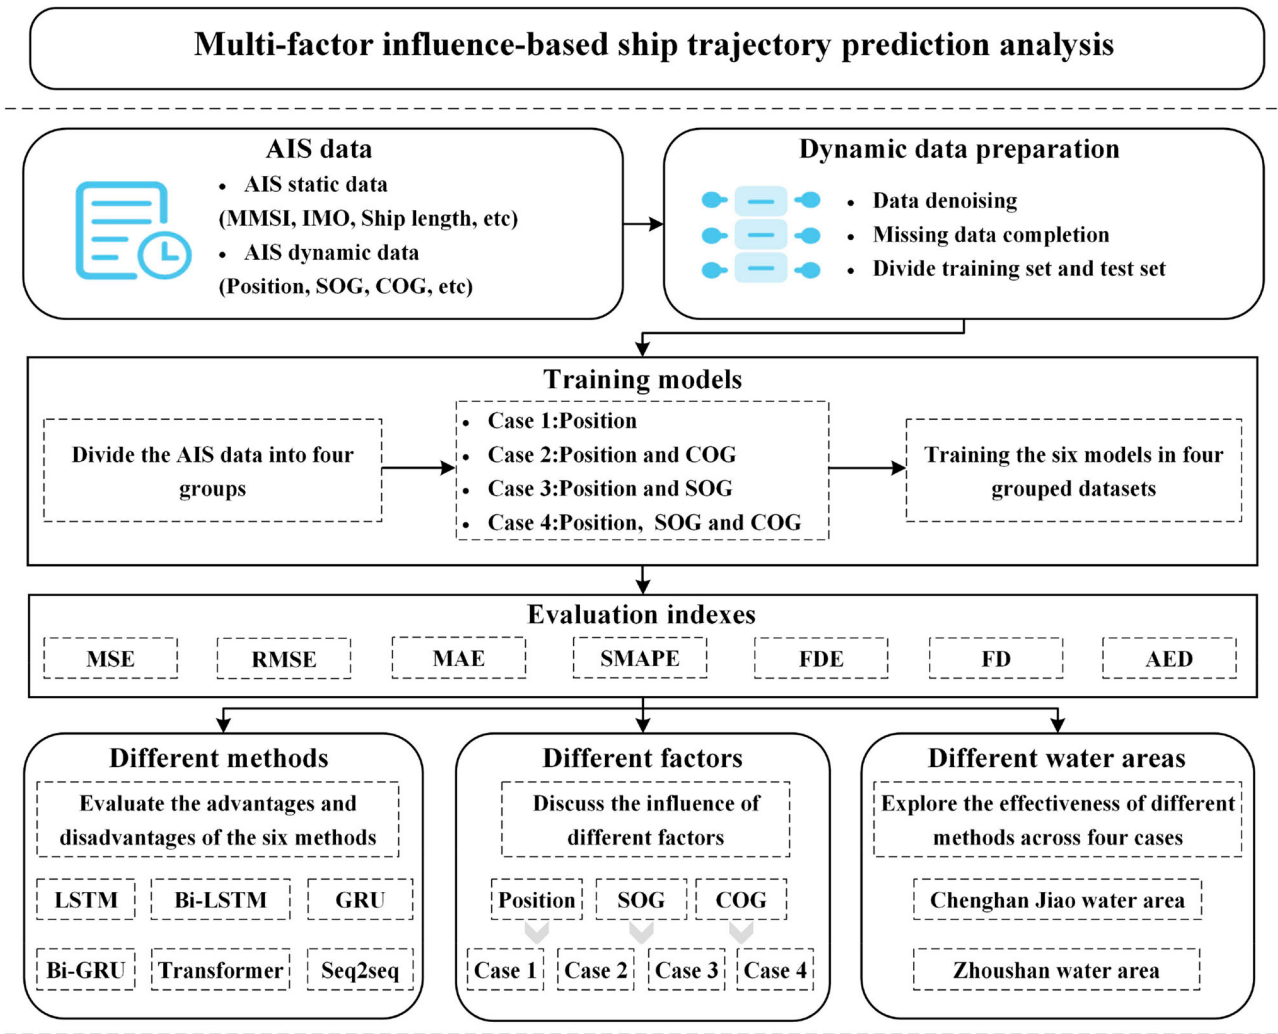 Multi-factor influence-based ship trajectory prediction analysis
AIS data
• AIS static data
(MMSI, IMO, Ship length, etc)
• AIS dynamic data
(Position, SOG, COG, etc)
Dynamic data preparation
• Data denoising
• Missing data completion
• Divide training set and test set
Training models
Divide the AIS data into four
groups
• Case 1:Position
• Case 2:Position and COG
• Case 3:Position and SOG
• Case 4:Position, SOG and COG
Training the six models in four
grouped datasets
Evaluation indexes
MSE
RMSE
MAE
SMAPE
FDE
FD
AED
Different methods
Evaluate the advantages and
disadvantages of the six methods
LSTM
Bi-LSTM
GRU
Bi-GRU
Transformer
Seq2seq
Different factors
Discuss the influence of
different factors
Position
SOG
COG
Case 1
Case 2
Case 3
Case 4
Different water areas
Explore the effectiveness of different
methods across four cases
Chenghan Jiao water area
Zhoushan water area